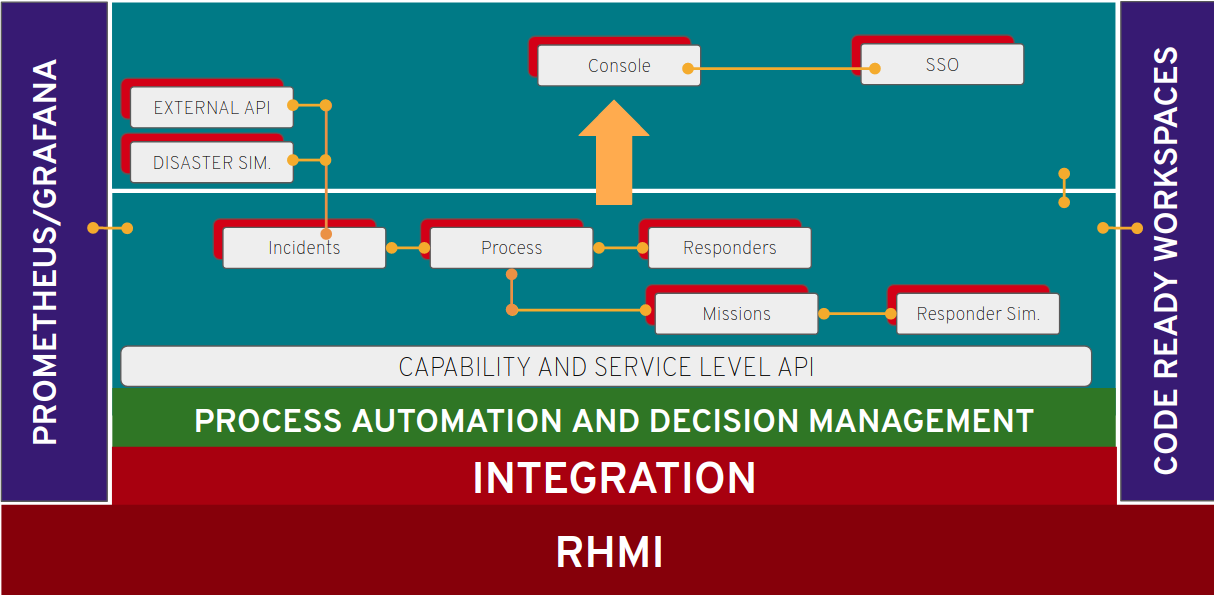 PROMETHEUS/GRAFANA
Console
SSO
EXTERNAL API
DISASTER SIM.
Incidents
Process
Responders
Missions
Responder Sim.
CAPABILITY AND SERVICE LEVEL API
PROCESS AUTOMATION AND DECISION MANAGEMENT
INTEGRATION
RHMI
CODE READY WORKSPACES